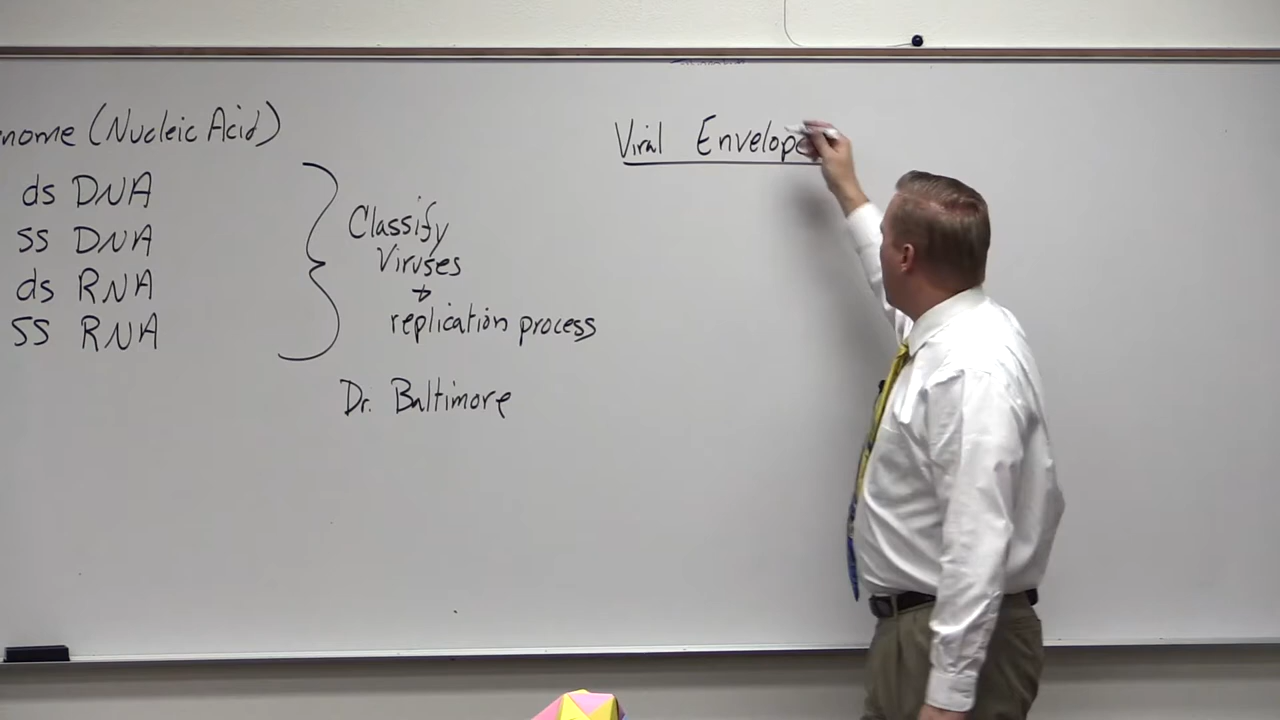 nome (Nucleic Acid)
ds DNA
SS DNA
ds RNA
SS RNA
Classify
Viruses
+
replication process
Dr. Baltimore
Viral Envelope